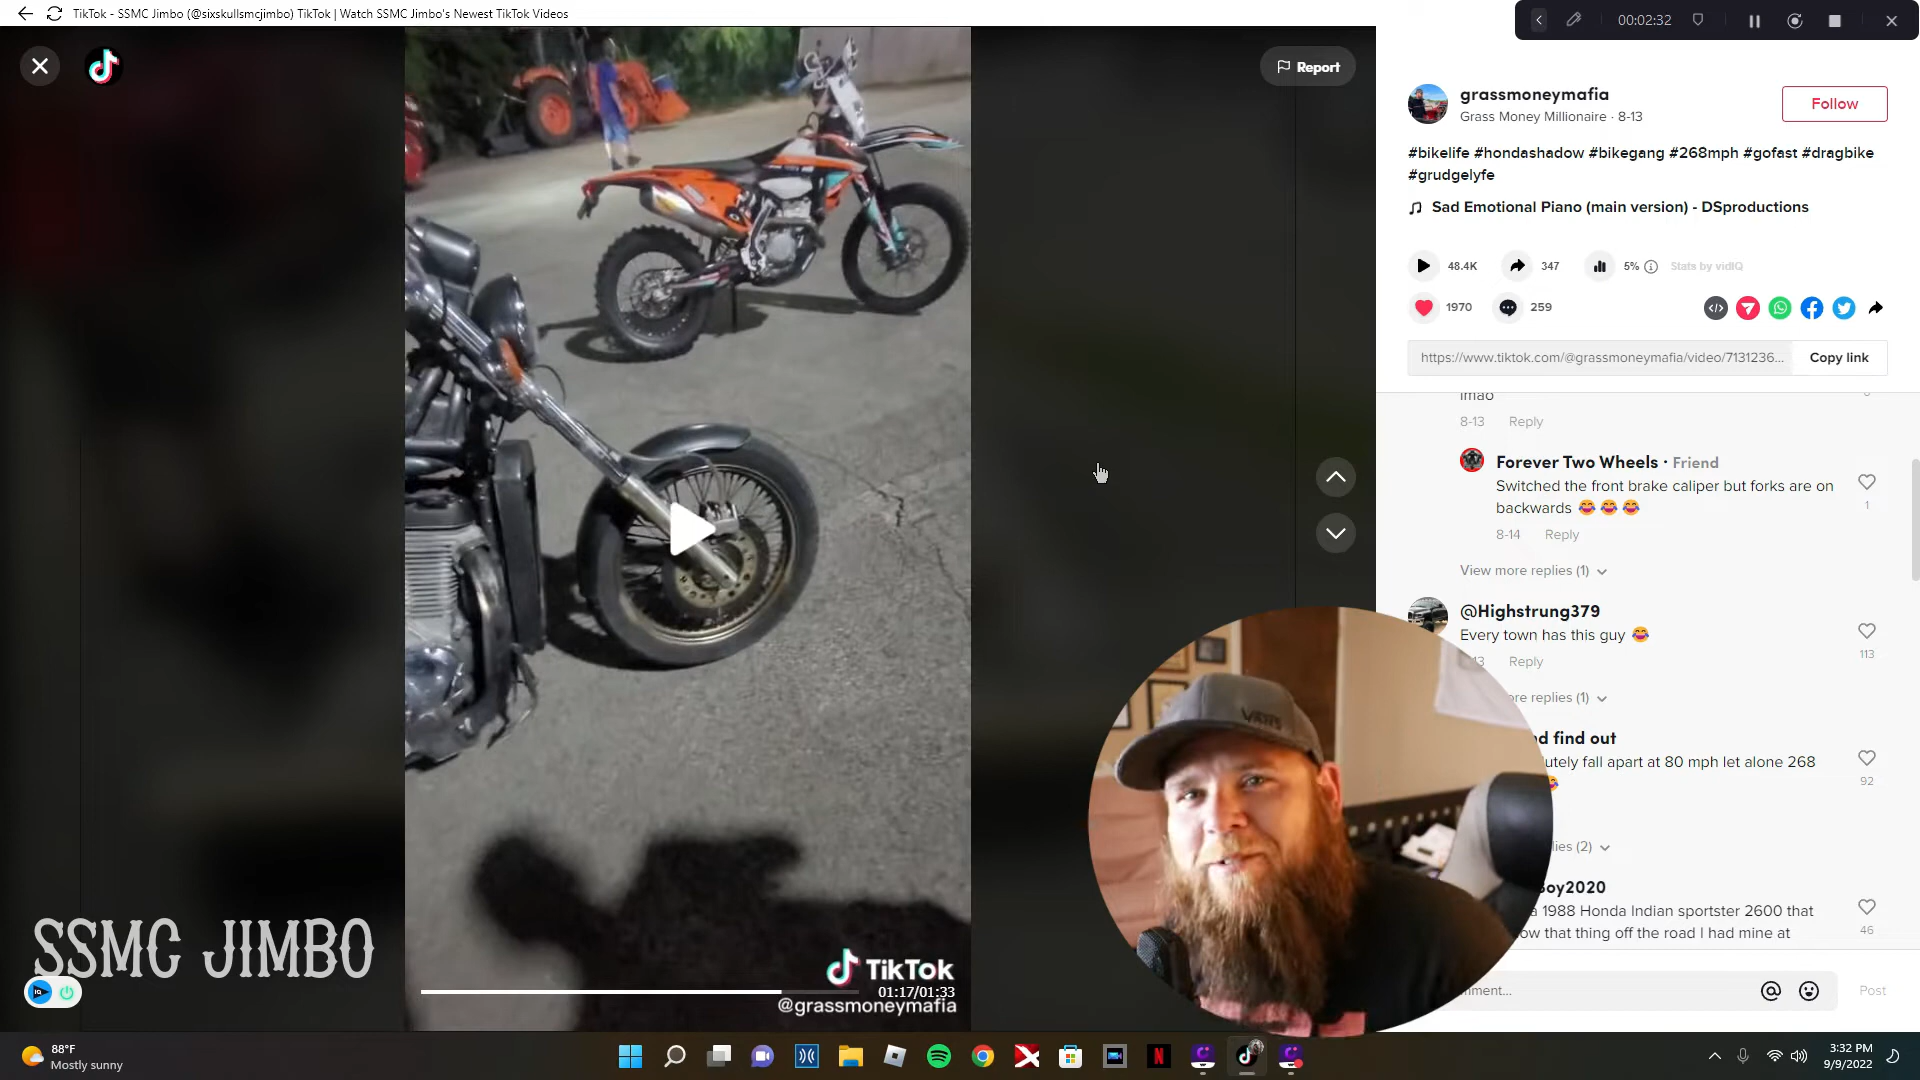 TikTok - SSMC Jimbo (@sixskullsmcjimbo) TikTok | Watch SSMC Jimbo's Newest TikTok Videos
00:02:32
Report
grassmoneymafia
Grass Money Millionaire · 8-13
Follow
#bikelife #hondashadow #bikegang #268mph #gofast #dragbike
#grudgelyfe
Sad Emotional Piano (main version) - DSproductions
48.4K
347
5%
Stats by vidIQ
1970
259
https://www.tiktok.com/@grassmoneymafia/video/7131236...
Copy link
lmao
8-13 Reply
Forever Two Wheels · Friend
Switched the front brake caliper but forks are on
backwards 😂 😂 😂
1
8-14 Reply
View more replies (1)
@Highstrung379
Every town has this guy 😂
113
13 Reply
re replies (1)
nd find out
utely fall apart at 80 mph let alone 268
92
lies (2)
Boy2020
a 1988 Honda Indian sportster 2600 that
ow that thing off the road I had mine at
46
mment...
Post
VANS
SSMC JIMBO
TikTok
01:17/01:33
@grassmoneymafia
88°F
Mostly sunny
3:32 PM
9/9/2022